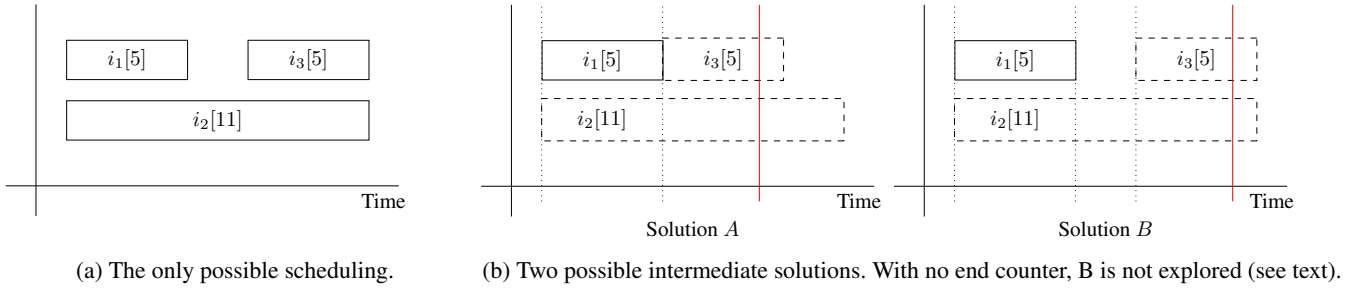 i₁[5]
i₃[5]
i₂[11]
Time
i₁[5]
i₃[5]
i₂[11]
Time
Solution A
i₁[5]
i₃[5]
i₂[11]
Time
Solution B
(a) The only possible scheduling.
(b) Two possible intermediate solutions. With no end counter, B is not explored (see text).